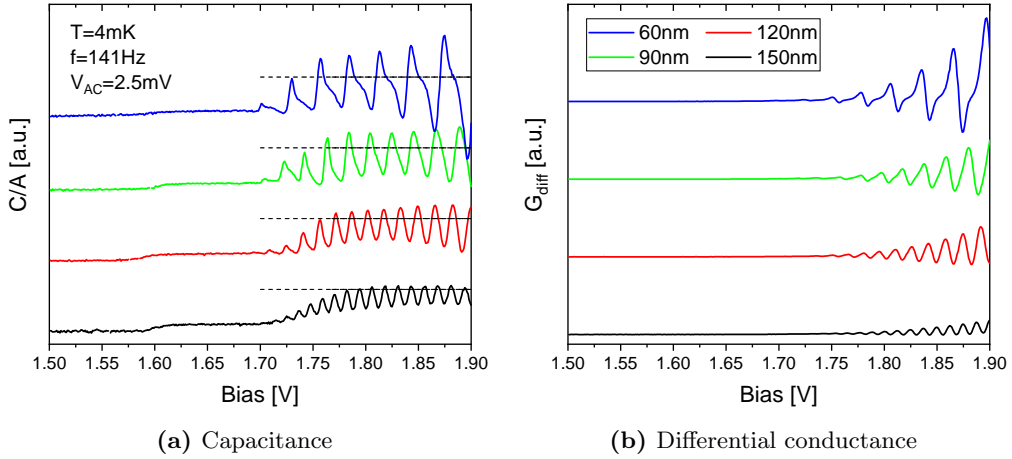 T=4mK
f=141Hz
V_AC=2.5mV
C/A [a.u.]
1.50 1.55 1.60 1.65 1.70 1.75 1.80 1.85 1.90
Bias [V]
(a) Capacitance
60nm 120nm
90nm 150nm
G_diff [a.u.]
1.50 1.55 1.60 1.65 1.70 1.75 1.80 1.85 1.90
Bias [V]
(b) Differential conductance